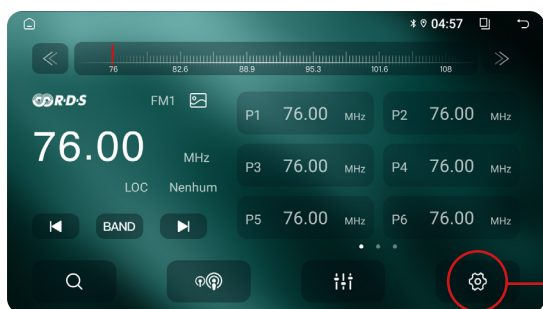 04:57
76 82.6 88.9 95.3 101.6 108
R·D·S FM1
76.00 MHz
LOC Nenhum
BAND
P1 76.00 MHz P2 76.00 MHz
P3 76.00 MHz P4 76.00 MHz
P5 76.00 MHz P6 76.00 MHz